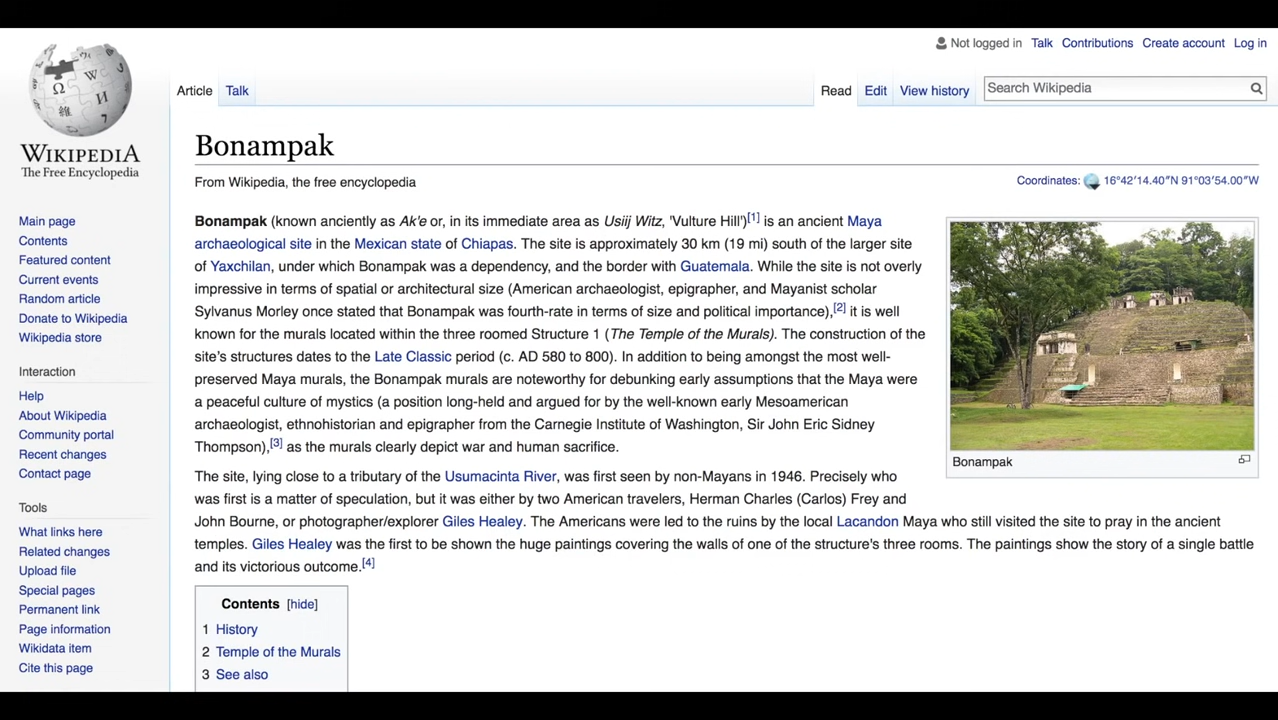 Not logged in Talk Contributions Create account Log in
Article Talk Read Edit View history Search Wikipedia
WIKIPEDIA
The Free Encyclopedia
Main page
Contents
Featured content
Current events
Random article
Donate to Wikipedia
Wikipedia store
Interaction
Help
About Wikipedia
Community portal
Recent changes
Contact page
Tools
What links here
Related changes
Upload file
Special pages
Permanent link
Page information
Wikidata item
Cite this page
Bonampak
From Wikipedia, the free encyclopedia
Coordinates: 16°42′14.40″N 91°03′54.00″W
Bonampak (known anciently as Ak'e or, in its immediate area as Usiij Witz, 'Vulture Hill')[1] is an ancient Maya
archaeological site in the Mexican state of Chiapas. The site is approximately 30 km (19 mi) south of the larger site
of Yaxchilan, under which Bonampak was a dependency, and the border with Guatemala. While the site is not overly
impressive in terms of spatial or architectural size (American archaeologist, epigrapher, and Mayanist scholar
Sylvanus Morley once stated that Bonampak was fourth-rate in terms of size and political importance),[2] it is well
known for the murals located within the three roomed Structure 1 (The Temple of the Murals). The construction of the
site's structures dates to the Late Classic period (c. AD 580 to 800). In addition to being amongst the most well-
preserved Maya murals, the Bonampak murals are noteworthy for debunking early assumptions that the Maya were
a peaceful culture of mystics (a position long-held and argued for by the well-known early Mesoamerican
archaeologist, ethnohistorian and epigrapher from the Carnegie Institute of Washington, Sir John Eric Sidney
Thompson),[3] as the murals clearly depict war and human sacrifice.
Bonampak
The site, lying close to a tributary of the Usumacinta River, was first seen by non-Mayans in 1946. Precisely who
was first is a matter of speculation, but it was either by two American travelers, Herman Charles (Carlos) Frey and
John Bourne, or photographer/explorer Giles Healey. The Americans were led to the ruins by the local Lacandon Maya who still visited the site to pray in the ancient
temples. Giles Healey was the first to be shown the huge paintings covering the walls of one of the structure's three rooms. The paintings show the story of a single battle
and its victorious outcome.[4]
Contents [hide]
1 History
2 Temple of the Murals
3 See also